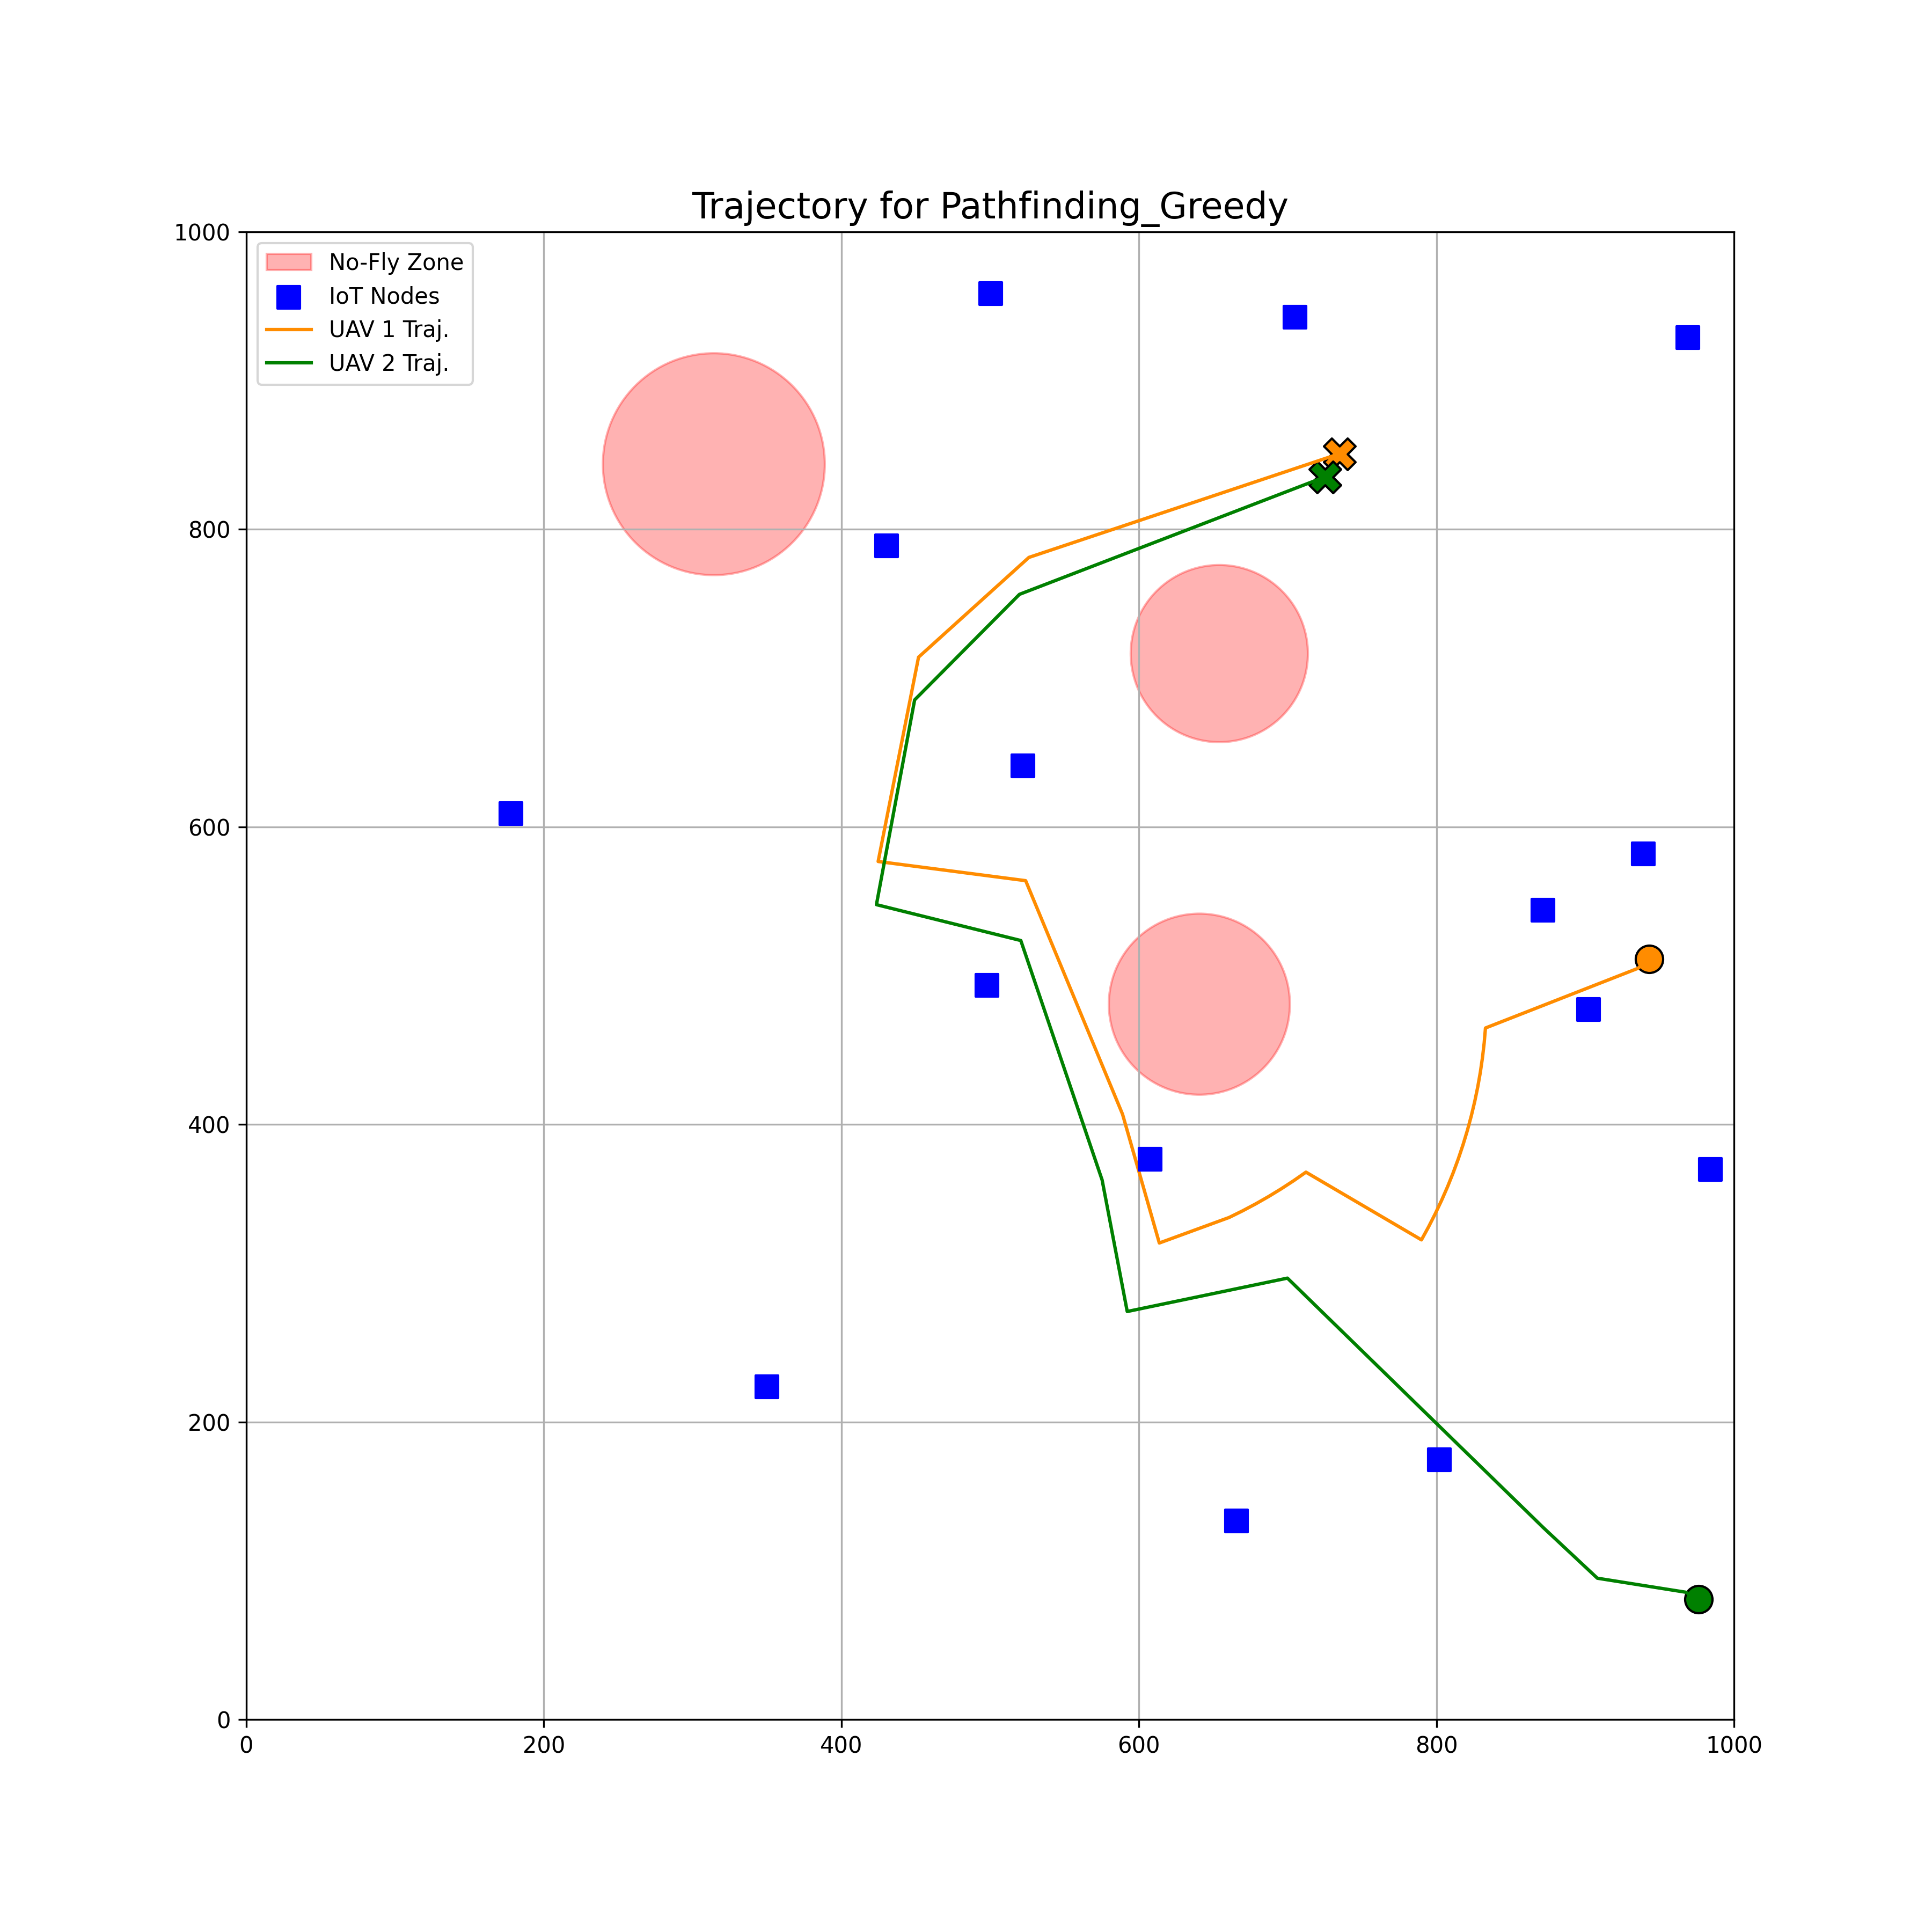 Trajectory for Pathfinding_Greedy
1000
800
600
400
200
0
No-Fly Zone
IoT Nodes
UAV 1 Traj.
UAV 2 Traj.
0 200 400 600 800 1000